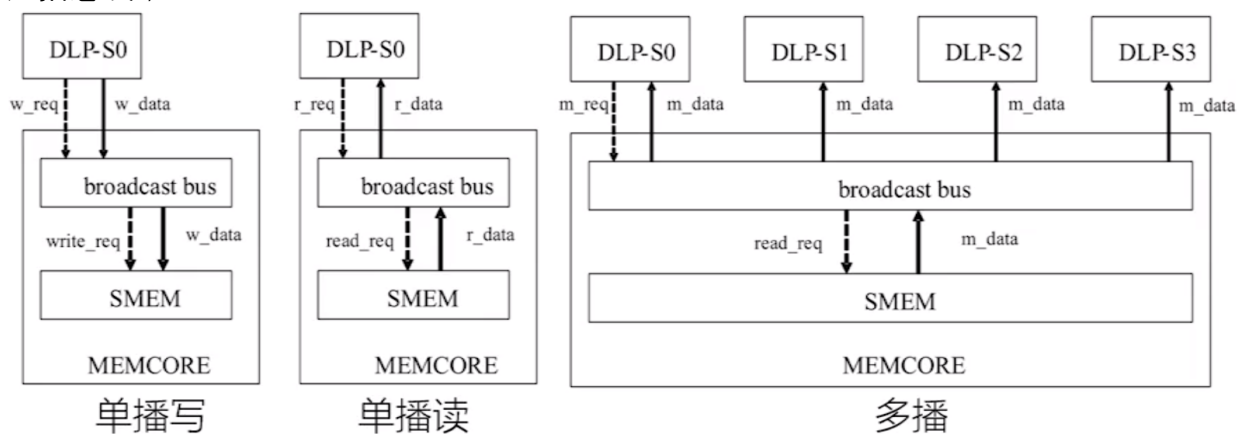 DLP-S0
w_req
w_data
broadcast bus
write_req
w_data
SMEM
MEMCORE
单播写
DLP-S0
r_req
r_data
broadcast bus
read_req
r_data
SMEM
MEMCORE
单播读
DLP-S0
DLP-S1
DLP-S2
DLP-S3
m_req
m_data
m_data
m_data
m_data
broadcast bus
read_req
m_data
SMEM
MEMCORE
多播